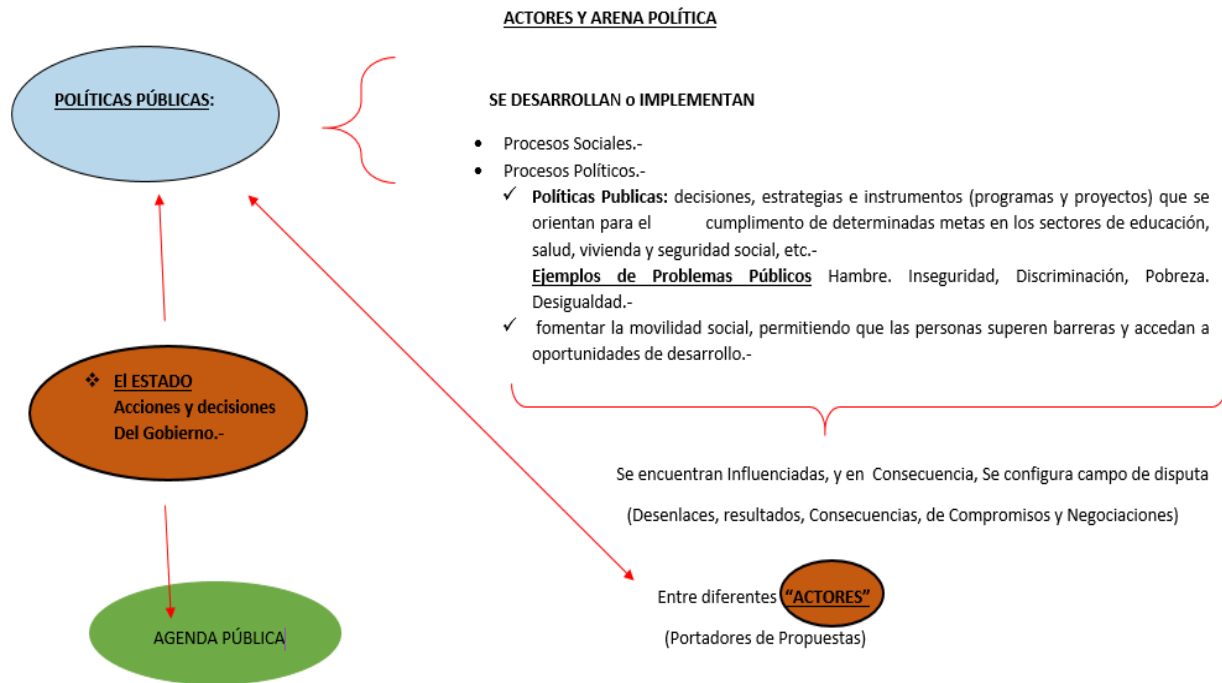 ACTORES Y ARENA POLÍTICA
POLÍTICAS PÚBLICAS:
SE DESARROLLAN o IMPLEMENTAN
• Procesos Sociales.-
• Procesos Políticos.-
✓ Políticas Publicas: decisiones, estrategias e instrumentos (programas y proyectos) que se
orientan para el cumplimento de determinadas metas en los sectores de educación,
salud, vivienda y seguridad social, etc.-
Ejemplos de Problemas Públicos Hambre. Inseguridad, Discriminación, Pobreza.
Desigualdad.-
✓ fomentar la movilidad social, permitiendo que las personas superen barreras y accedan a
oportunidades de desarrollo.-
❖ El ESTADO
Acciones y decisiones
Del Gobierno.-
Se encuentran Influenciadas, y en Consecuencia, Se configura campo de disputa
(Desenlaces, resultados, Consecuencias, de Compromisos y Negociaciones)
Entre diferentes “ACTORES”
(Portadores de Propuestas)
AGENDA PÚBLICA